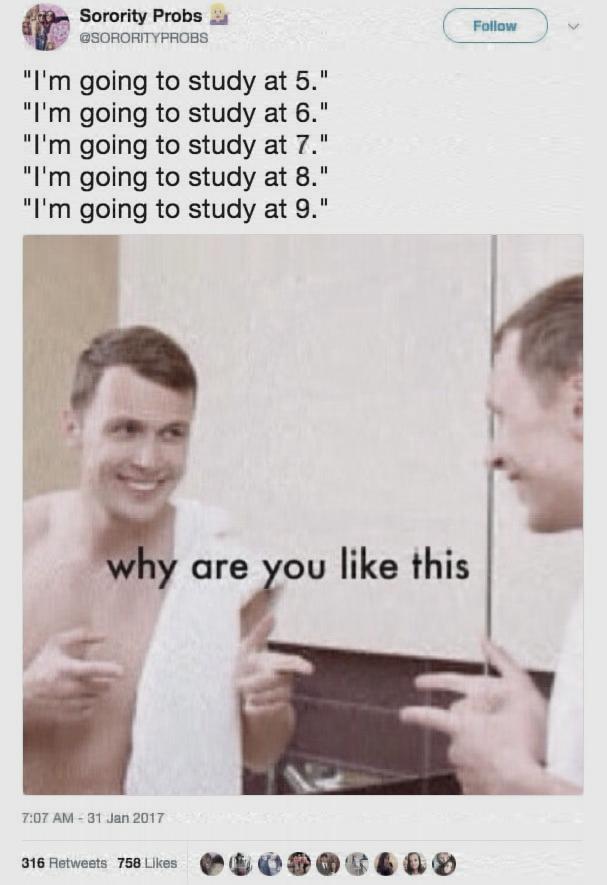 Sorority Probs
@SORORITYPROBS
Follow
"I'm going to study at 5."
"I'm going to study at 6."
"I'm going to study at 7."
"I'm going to study at 8."
"I'm going to study at 9."
why are you like this
7:07 AM - 31 Jan 2017
316 Retweets 758 Likes